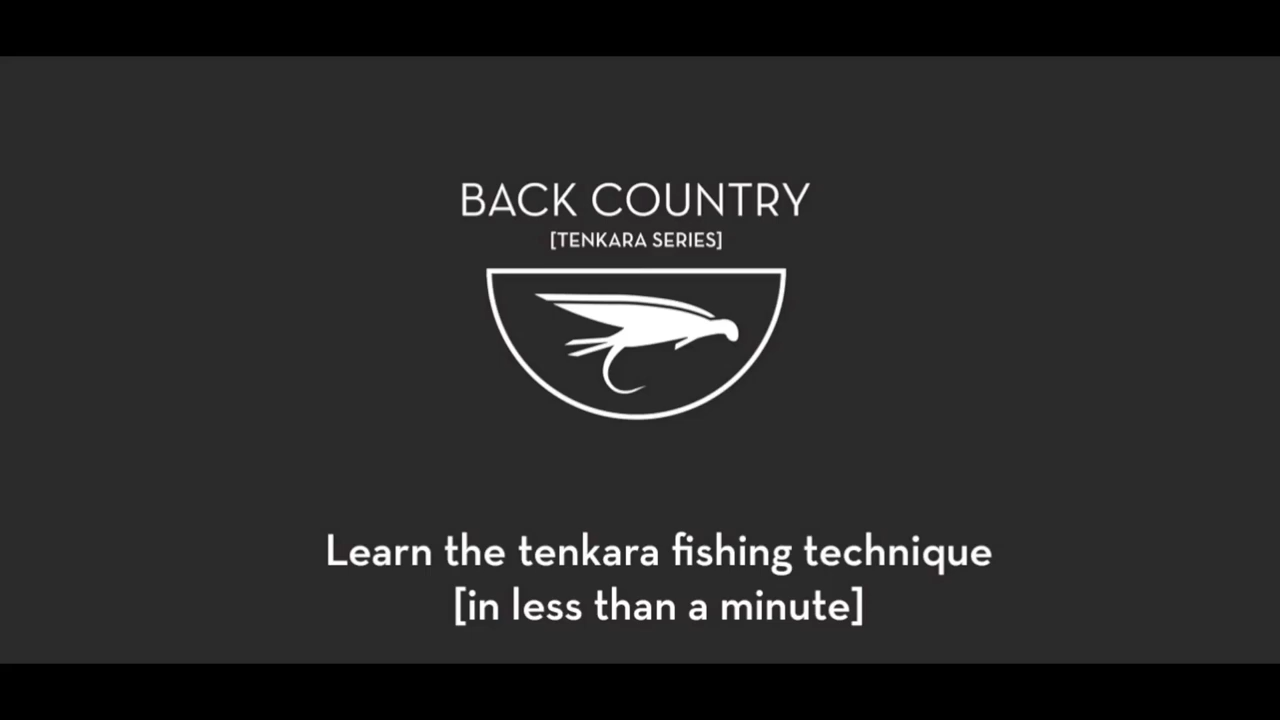 BACK COUNTRY
[TENKARA SERIES]
Learn the tenkara fishing technique
[in less than a minute]